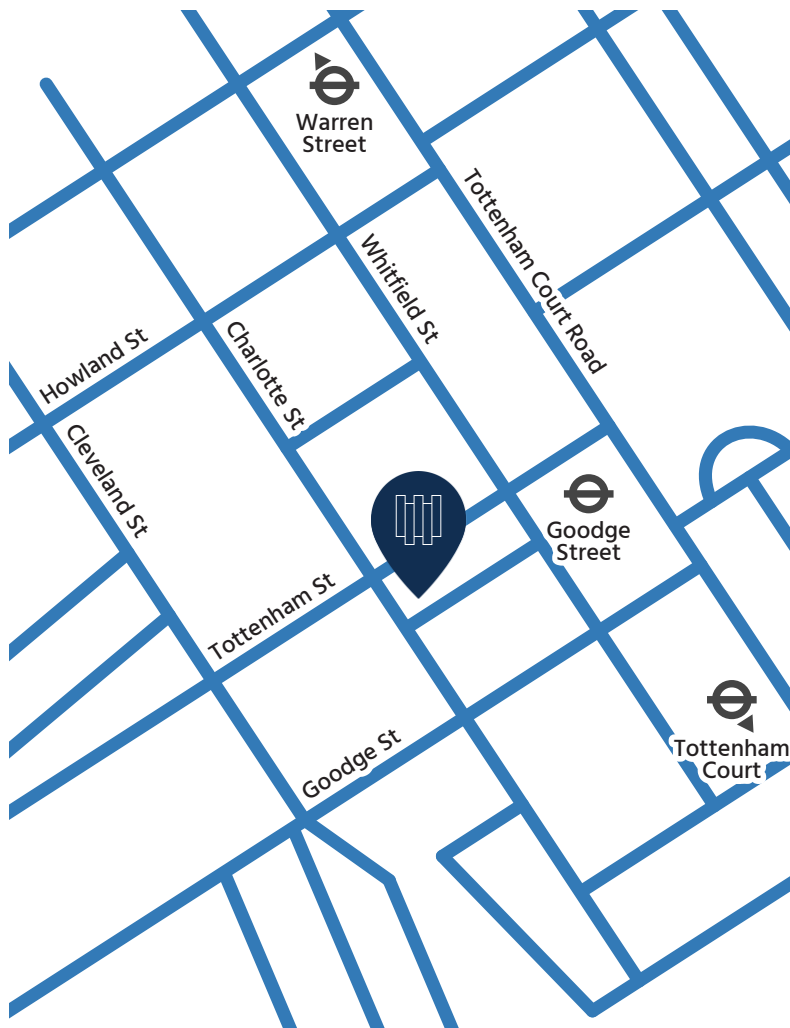 Warren
Street
Tottenham Court Road
Whitfield St
Charlotte St
Howland St
Cleveland St
Goodge
Street
Tottenham St
Goodge St
Tottenham
Court